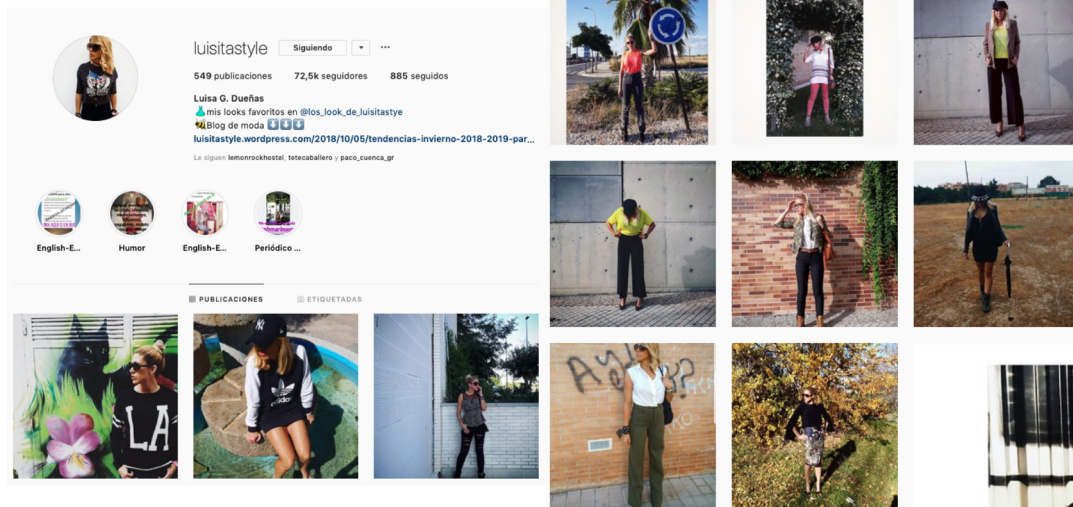 luisitastyle Siguiendo
549 publicaciones 72,5k seguidores 885 seguidos
Luisa G. Dueñas
mis looks favoritos en @los_look_de_luisitastye
Blog de moda
luisitastyle.wordpress.com/2018/10/05/tendencias-invierno-2018-2019-par...
Le siguen lemonrockhostel, tetecaballero y paco_cuenca_gr
English-E... Humor English-E... Periódico ...
PUBLICACIONES ETIQUETADAS
LA
adidas